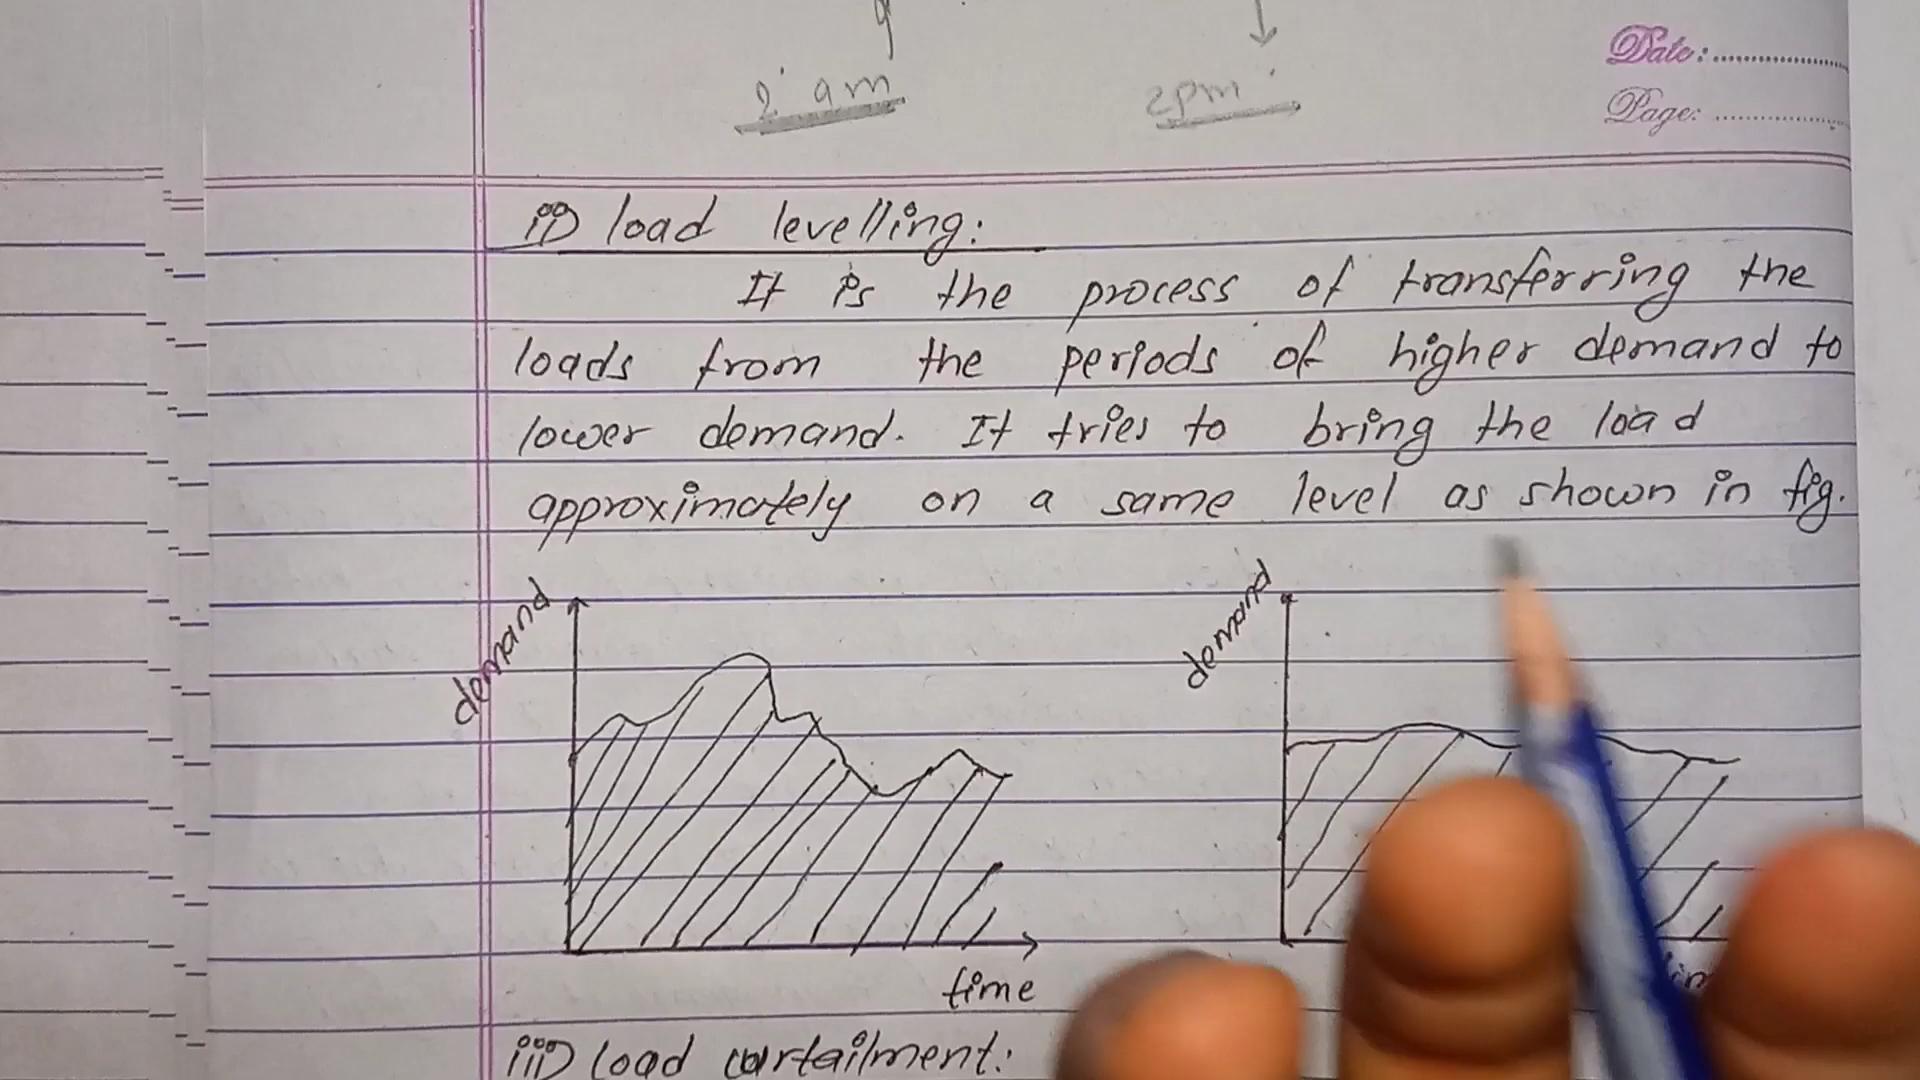 2 am
2pm
Date:
Page:
ii) load levelling:
It is the process of transferring the
loads from the periods of higher demand to
lower demand. It tries to bring the load
approximately on a same level as shown in fig.
demand
demand
time
iii) load curtailment: